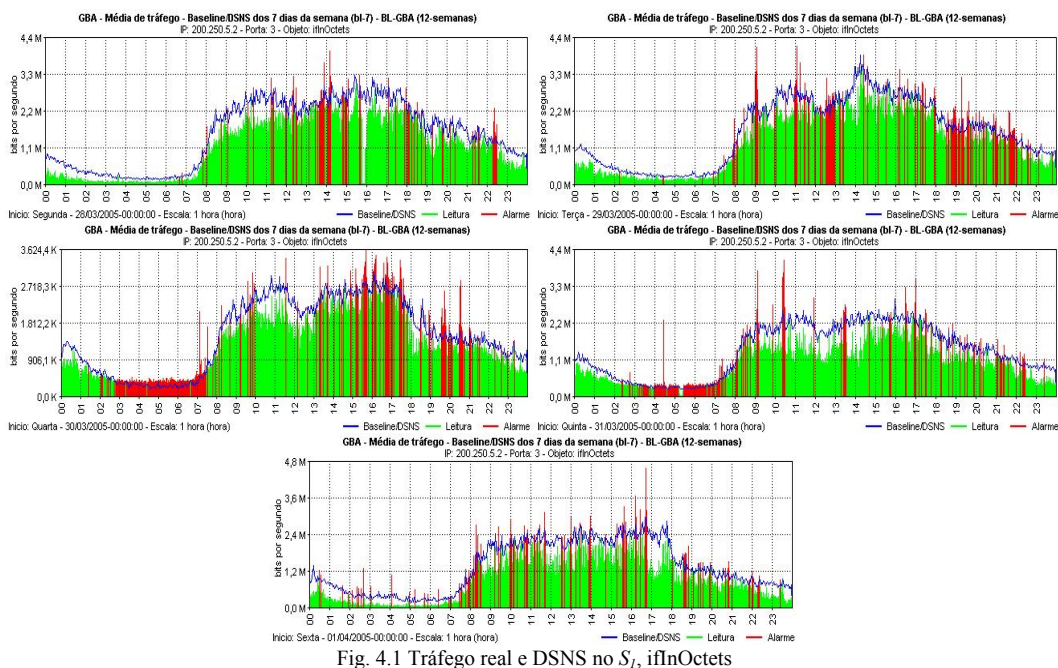 GBA - Média de tráfego - Baseline/DSNS dos 7 dias da semana (bl-7) - BL-GBA (12-semanas)
IP: 200.250.5.2 - Porta: 3 - Objeto: ifInOctets
bits por segundo
4,4 M
3,3 M
2,2 M
1,1 M
0,0 M
00 01 02 03 04 05 06 07 08 09 10 11 12 13 14 15 16 17 18 19 20 21 22 23
Inicio: Segunda - 28/03/2005-00:00:00 - Escala: 1 hora (hora) Baseline/DSNS Leitura Alarme
GBA - Média de tráfego - Baseline/DSNS dos 7 dias da semana (bl-7) - BL-GBA (12-semanas)
IP: 200.250.5.2 - Porta: 3 - Objeto: ifInOctets
bits por segundo
4,4 M
3,3 M
2,2 M
1,1 M
0,0 M
00 01 02 03 04 05 06 07 08 09 10 11 12 13 14 15 16 17 18 19 20 21 22 23
Inicio: Terça - 29/03/2005-00:00:00 - Escala: 1 hora (hora) Baseline/DSNS Leitura Alarme
GBA - Média de tráfego - Baseline/DSNS dos 7 dias da semana (bl-7) - BL-GBA (12-semanas)
IP: 200.250.5.2 - Porta: 3 - Objeto: ifInOctets
bits por segundo
3.624,4 K
2.718,3 K
1.812,2 K
906,1 K
0,0 K
00 01 02 03 04 05 06 07 08 09 10 11 12 13 14 15 16 17 18 19 20 21 22 23
Inicio: Quarta - 30/03/2005-00:00:00 - Escala: 1 hora (hora) Baseline/DSNS Leitura Alarme
GBA - Média de tráfego - Baseline/DSNS dos 7 dias da semana (bl-7) - BL-GBA (12-semanas)
IP: 200.250.5.2 - Porta: 3 - Objeto: ifInOctets
bits por segundo
4,4 M
3,3 M
2,2 M
1,1 M
0,0 M
00 01 02 03 04 05 06 07 08 09 10 11 12 13 14 15 16 17 18 19 20 21 22 23
Inicio: Quinta - 31/03/2005-00:00:00 - Escala: 1 hora (hora) Baseline/DSNS Leitura Alarme
GBA - Média de tráfego - Baseline/DSNS dos 7 dias da semana (bl-7) - BL-GBA (12-semanas)
IP: 200.250.5.2 - Porta: 3 - Objeto: ifInOctets
bits por segundo
4,8 M
3,6 M
2,4 M
1,2 M
0,0 M
00 01 02 03 04 05 06 07 08 09 10 11 12 13 14 15 16 17 18 19 20 21 22 23
Inicio: Sexta - 01/04/2005-00:00:00 - Escala: 1 hora (hora) Baseline/DSNS Leitura Alarme
Fig. 4.1 Tráfego real e DSNS no S1, ifInOctets